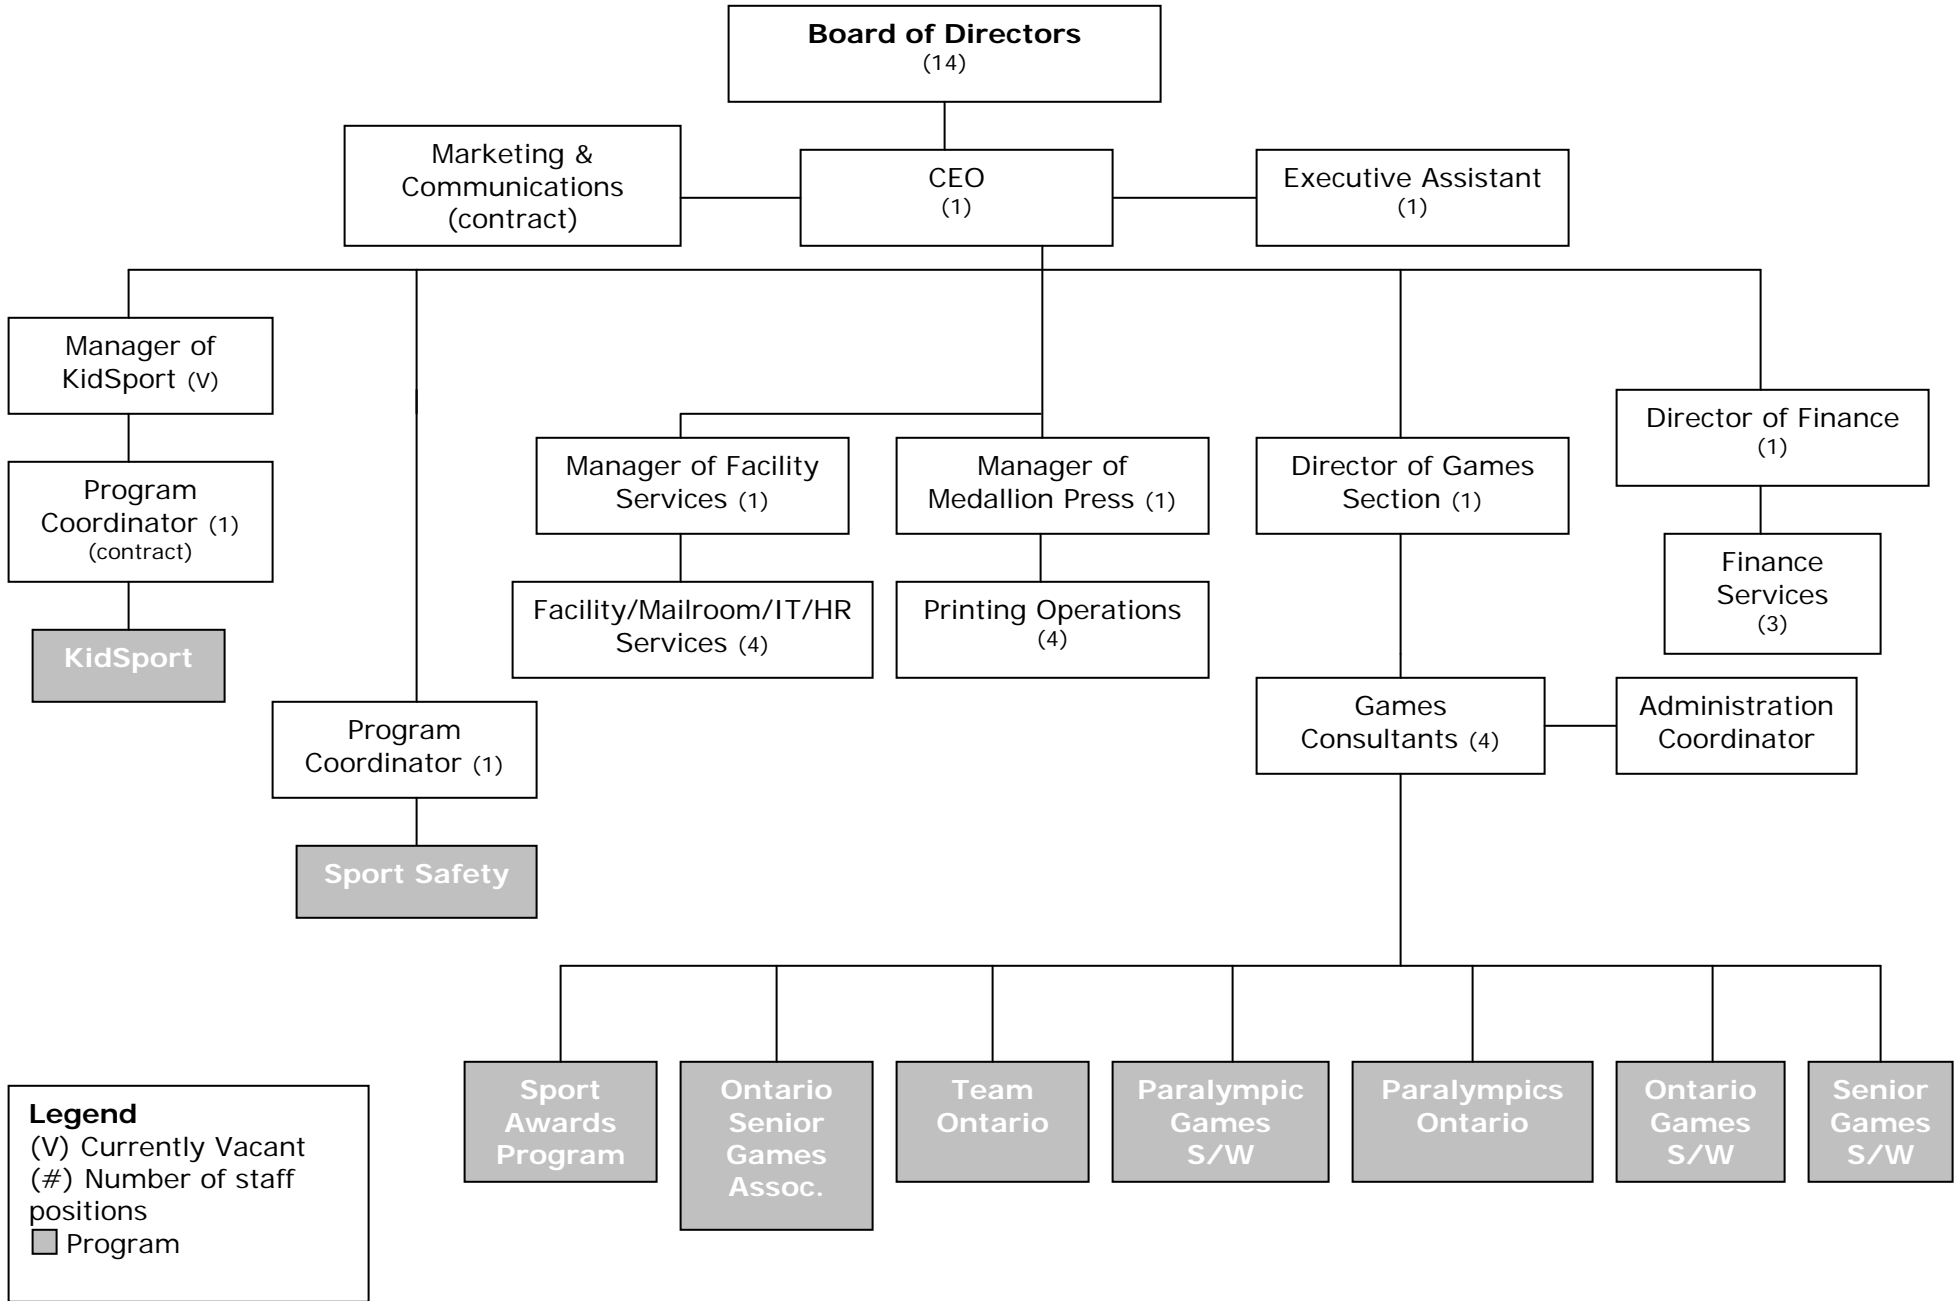 Board of Directors
(14)
Marketing &
Communications
(contract)
CEO
(1)
Executive Assistant
(1)
Manager of
KidSport (V)
Program
Coordinator (1)
(contract)
KidSport
Program
Coordinator (1)
Sport Safety
Manager of Facility
Services (1)
Facility/Mailroom/IT/HR
Services (4)
Manager of
Medallion Press (1)
Printing Operations
(4)
Director of Games
Section (1)
Director of Finance
(1)
Finance
Services
(3)
Games
Consultants (4)
Administration
Coordinator
Sport
Awards
Program
Ontario
Senior
Games
Assoc.
Team
Ontario
Paralympic
Games
S/W
Paralympics
Ontario
Ontario
Games
S/W
Senior
Games
S/W
Legend
(V) Currently Vacant
(#) Number of staff
positions
Program